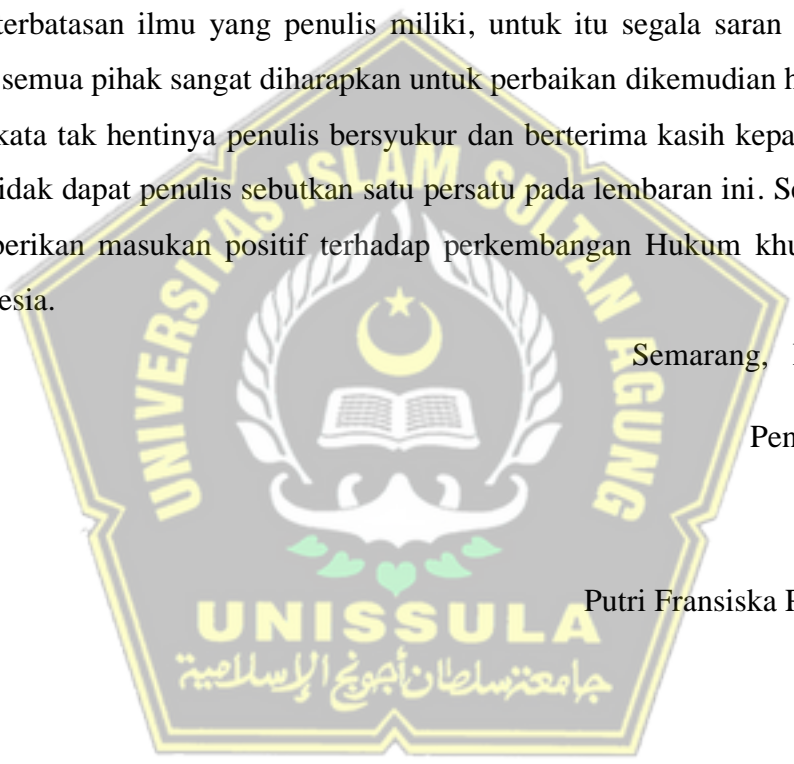 terbatasan ilmu yang penulis miliki, untuk itu segala saran
semua pihak sangat diharapkan untuk perbaikan dikemudian h
kata tak hentinya penulis bersyukur dan berterima kasih kepa
idak dapat penulis sebutkan satu persatu pada lembaran ini. Se
berikan masukan positif terhadap perkembangan Hukum khu
esia.
Semarang,
Pen
Putri Fransiska
UNIVERSITAS ISLAM SULTAN AGUNG
UNISSULA
جامعة سلطان أجونج الإسلامية